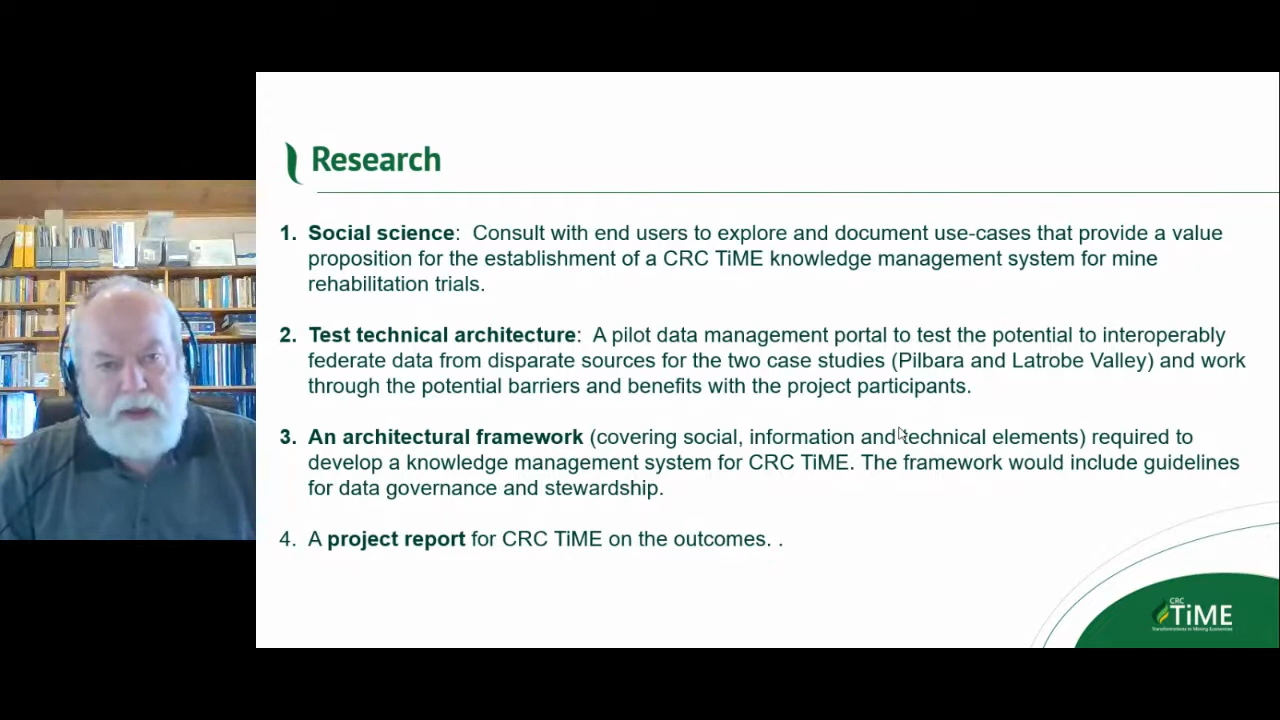 Research
1. Social science: Consult with end users to explore and document use-cases that provide a value
proposition for the establishment of a CRC TiME knowledge management system for mine
rehabilitation trials.
2. Test technical architecture: A pilot data management portal to test the potential to interoperably
federate data from disparate sources for the two case studies (Pilbara and Latrobe Valley) and work
through the potential barriers and benefits with the project participants.
3. An architectural framework (covering social, information and technical elements) required to
develop a knowledge management system for CRC TiME. The framework would include guidelines
for data governance and stewardship.
4. A project report for CRC TiME on the outcomes. .
CRC
TiME
Transformations in Mining Economies